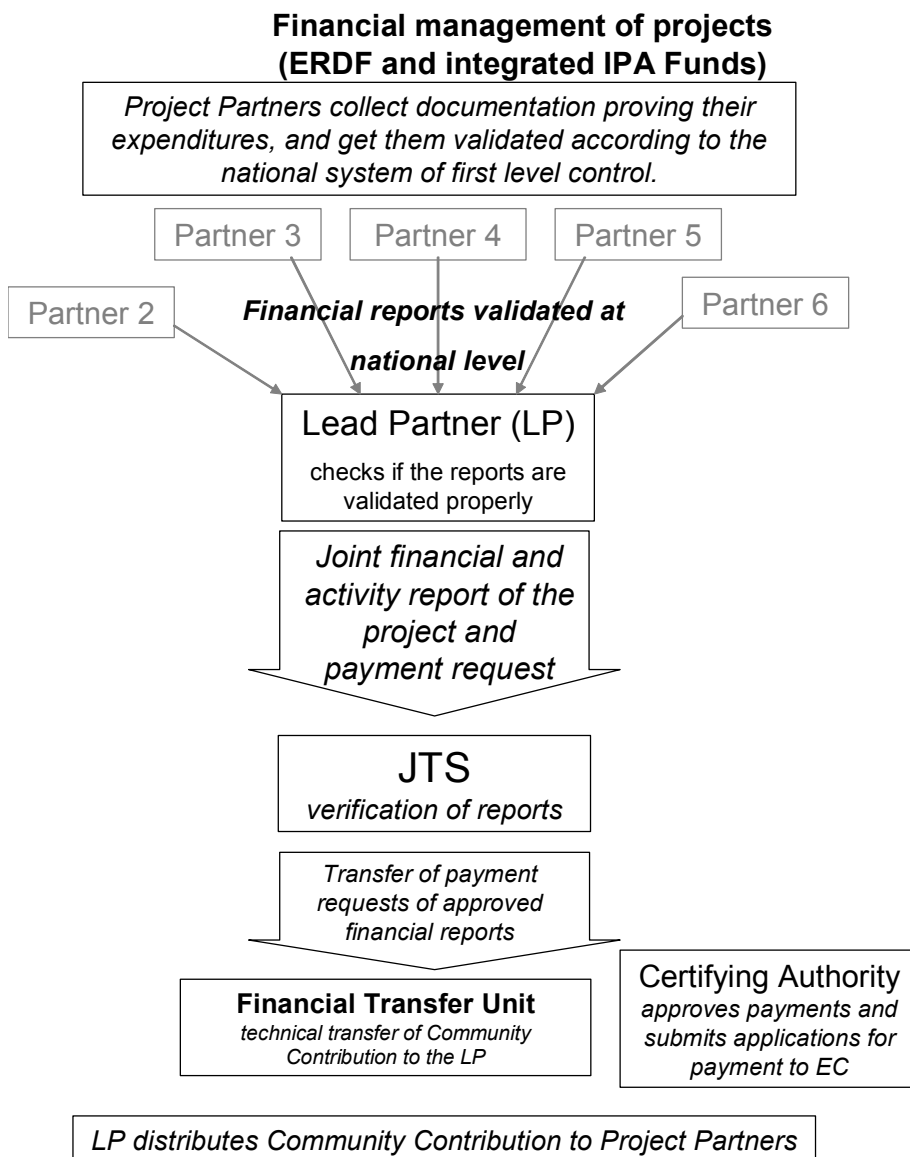 Financial management of projects
(ERDF and integrated IPA Funds)
Project Partners collect documentation proving their
expenditures, and get them validated according to the
national system of first level control.
Partner 3
Partner 4
Partner 5
Partner 2
Partner 6
Financial reports validated at
national level
Lead Partner (LP)
checks if the reports are
validated properly
Joint financial and
activity report of the
project and
payment request
JTS
verification of reports
Transfer of payment
requests of approved
financial reports
Financial Transfer Unit
technical transfer of Community
Contribution to the LP
Certifying Authority
approves payments and
submits applications for
payment to EC
LP distributes Community Contribution to Project Partners